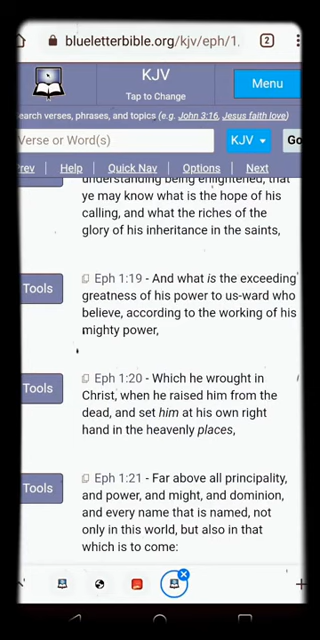 blueletterbible.org/kjv/eph/1.
2
KJV
Tap to Change
Menu
earch verses, phrases, and topics (e.g. John 3:16, Jesus faith love)
Verse or Word(s)
KJV
Go
rev | Help | Quick Nav | Options | Next
understanding being enlightened; that
ye may know what is the hope of his
calling, and what the riches of the
glory of his inheritance in the saints,
Tools
Eph 1:19 - And what is the exceeding
greatness of his power to us-ward who
believe, according to the working of his
mighty power,
Tools
Eph 1:20 - Which he wrought in
Christ, when he raised him from the
dead, and set him at his own right
hand in the heavenly places,
Tools
Eph 1:21 - Far above all principality,
and power, and might, and dominion,
and every name that is named, not
only in this world, but also in that
which is to come: